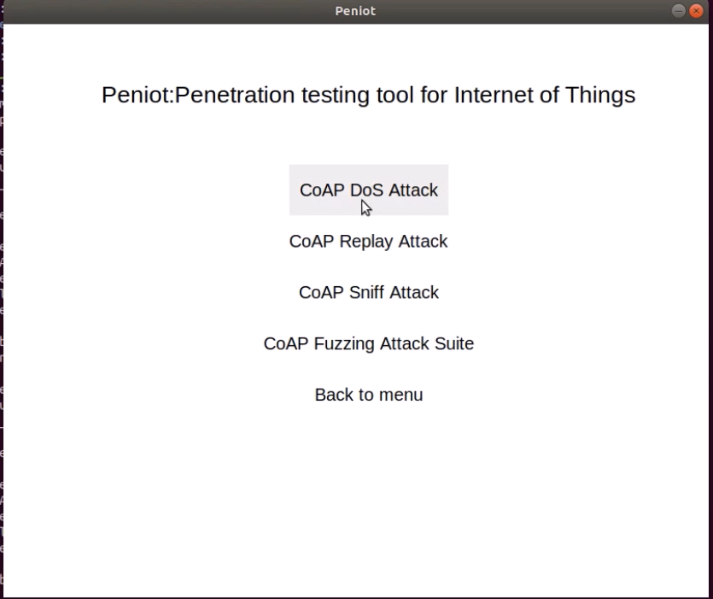 Peniot
Peniot:Penetration testing tool for Internet of Things
CoAP DoS Attack
CoAP Replay Attack
CoAP Sniff Attack
CoAP Fuzzing Attack Suite
Back to menu